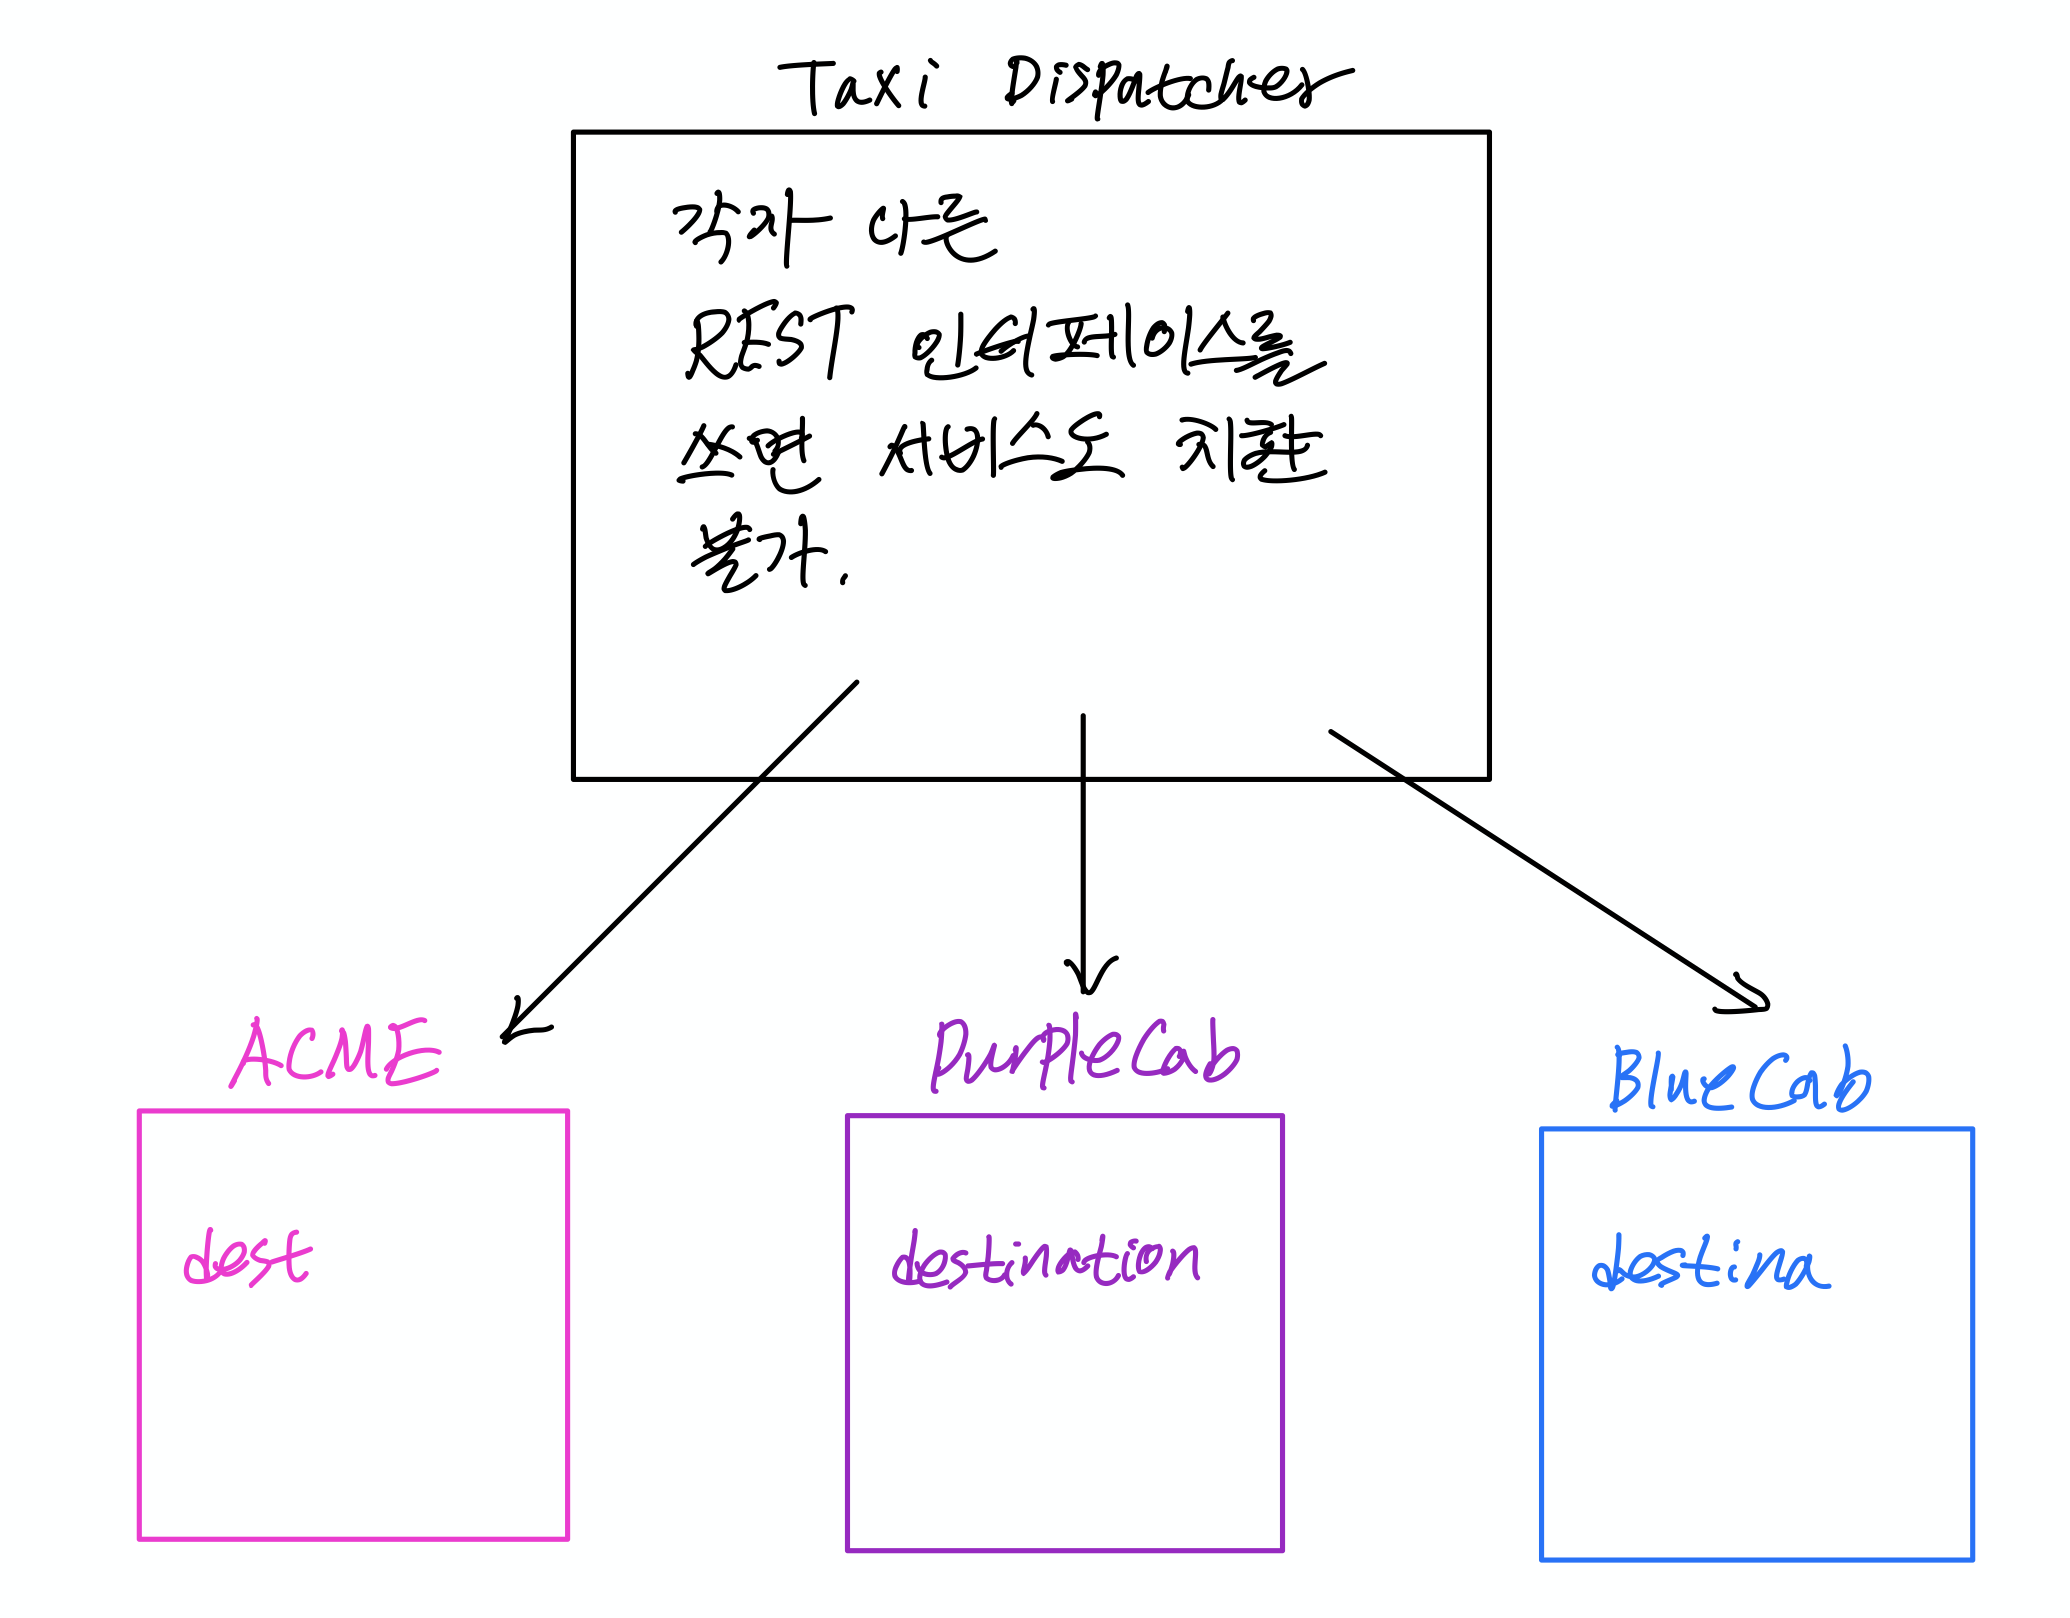 Taxi Dispatcher
각자 다른
REST 인터페이스를
쓰면 서비스도 치환
불가.
ACME
PurpleCab
BlueCab
dest
destination
destina